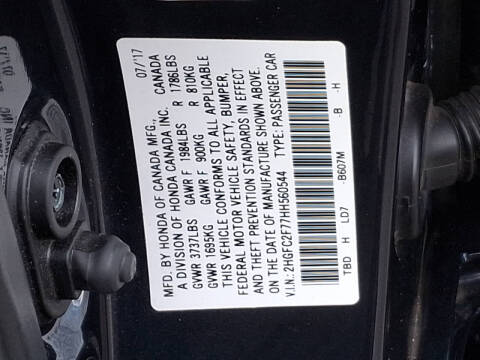 MFD. BY HONDA OF CANADA MFG., 07/'17
A DIVISION OF HONDA CANADA INC. CANADA
GVWR 3737LBS GAWR F 1984LBS R 1786LBS
GVWR 1695KG GAWR F 900KG R 810KG
THIS VEHICLE CONFORMS TO ALL APPLICABLE
FEDERAL MOTOR VEHICLE SAFETY, BUMPER,
AND THEFT PREVENTION STANDARDS IN EFFECT
ON THE DATE OF MANUFACTURE SHOWN ABOVE.
V.I.N.: 2HGFC2F77HH560544 TYPE: PASSENGER CAR
TBD H LD7 -B607M -B -H